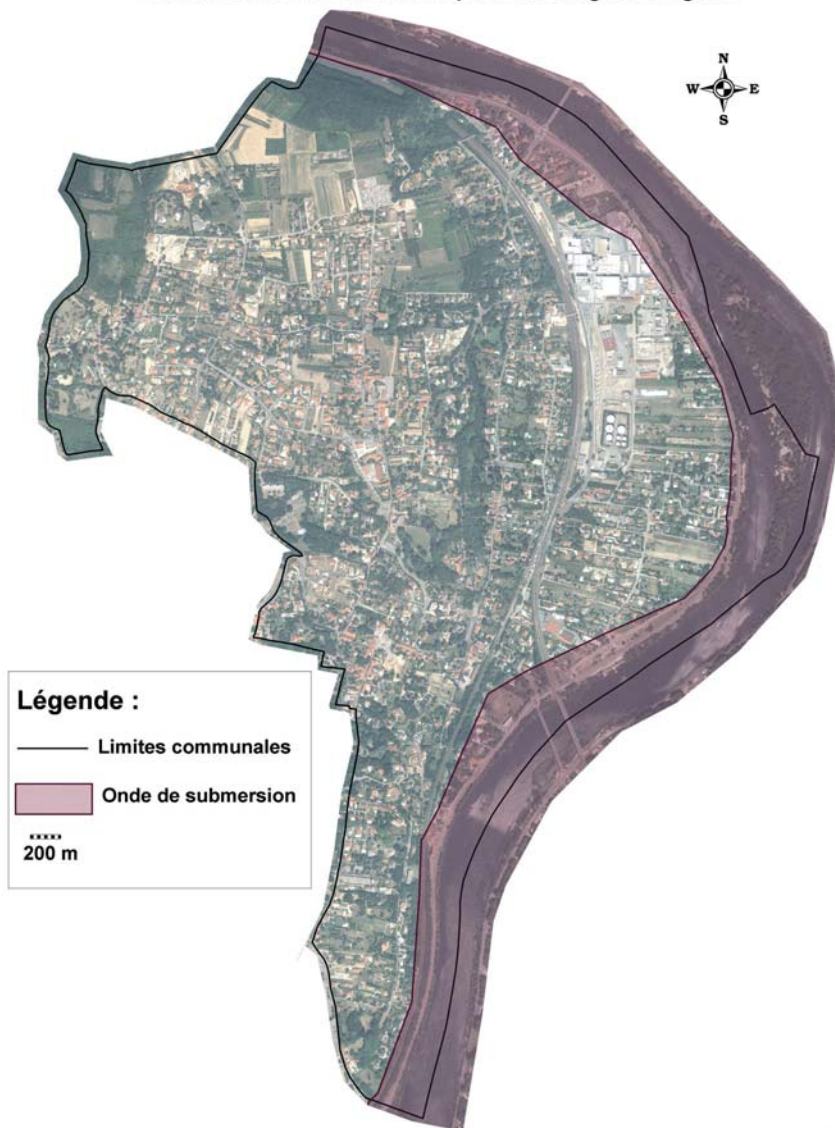 N
W E
S
Légende :
Limites communales
Onde de submersion
200 m